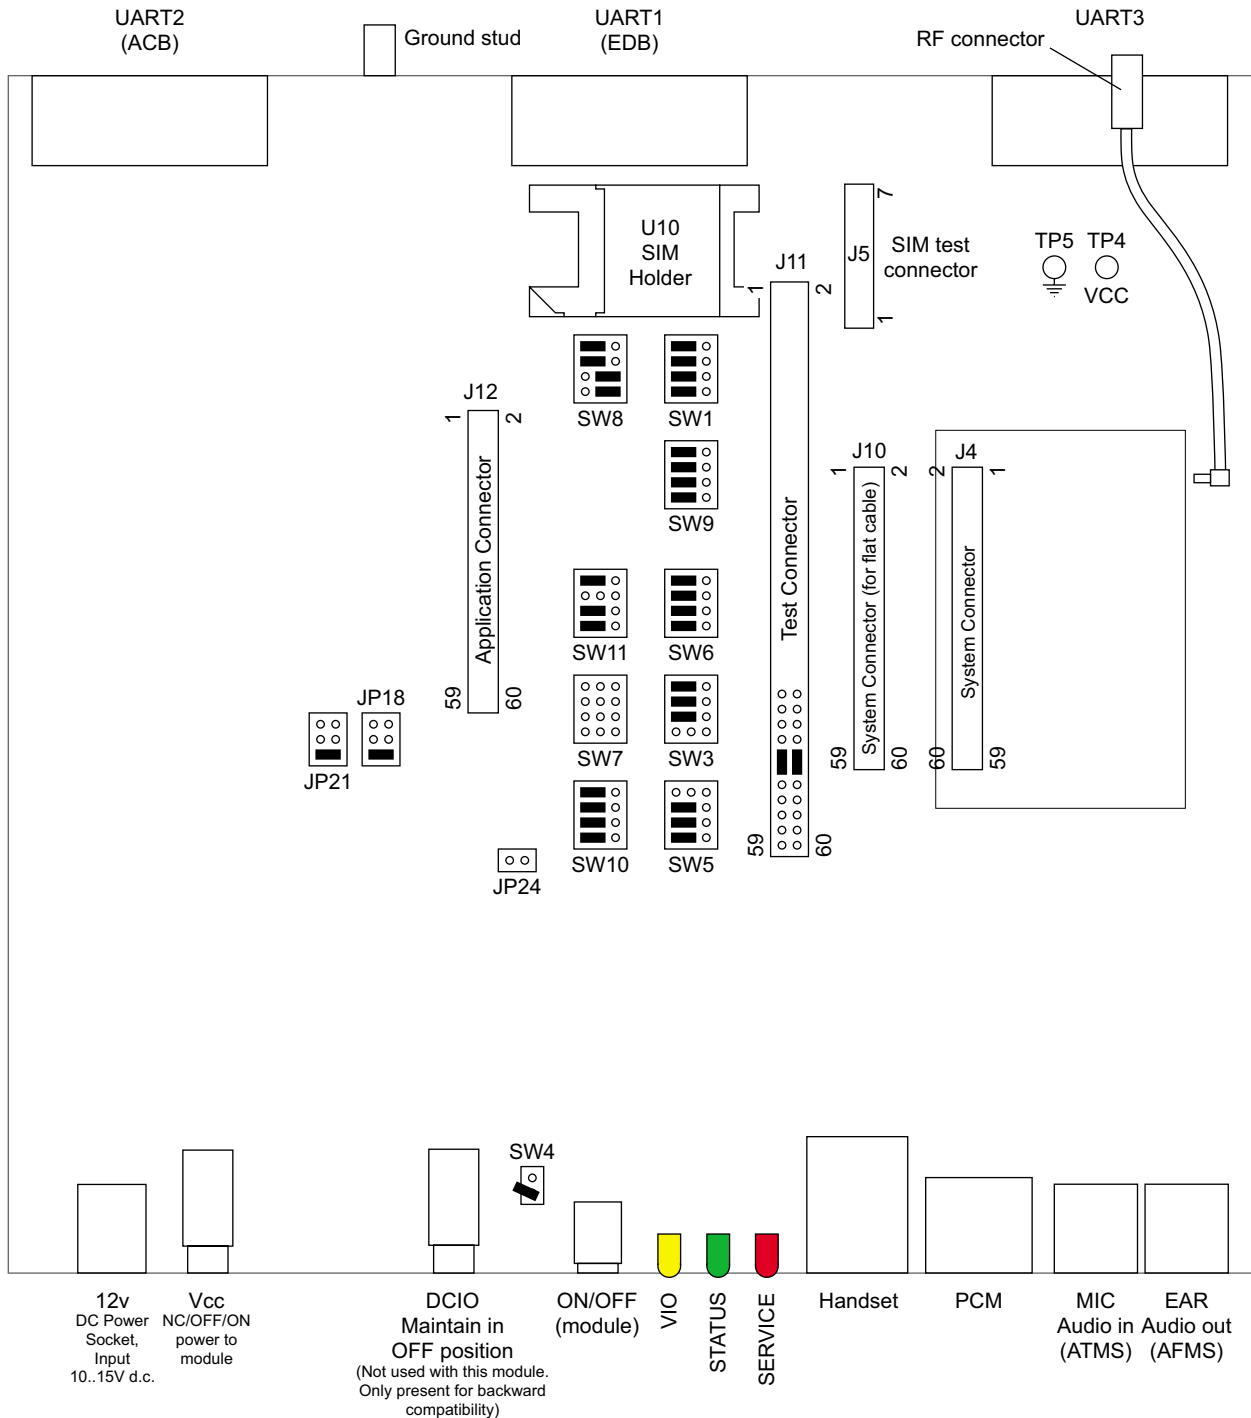 UART2
(ACB)
Ground stud
UART1
(EDB)
UART3
RF connector
U10
SIM
Holder
7
J5
1
SIM test
connector
TP5
TP4
VCC
J11
1
2
Test Connector
59
60
SW8
SW1
SW9
J12
1
2
Application Connector
59
60
J10
1
2
System Connector (for flat cable)
59
60
J4
2
1
System Connector
60
59
SW11
SW6
JP18
JP21
SW7
SW3
SW10
SW5
JP24
SW4
12v
DC Power
Socket,
Input
10..15V d.c.
Vcc
NC/OFF/ON
power to
module
DCIO
Maintain in
OFF position
(Not used with this module.
Only present for backward
compatibility)
ON/OFF
(module)
VIO
STATUS
SERVICE
Handset
PCM
MIC
Audio in
(ATMS)
EAR
Audio out
(AFMS)